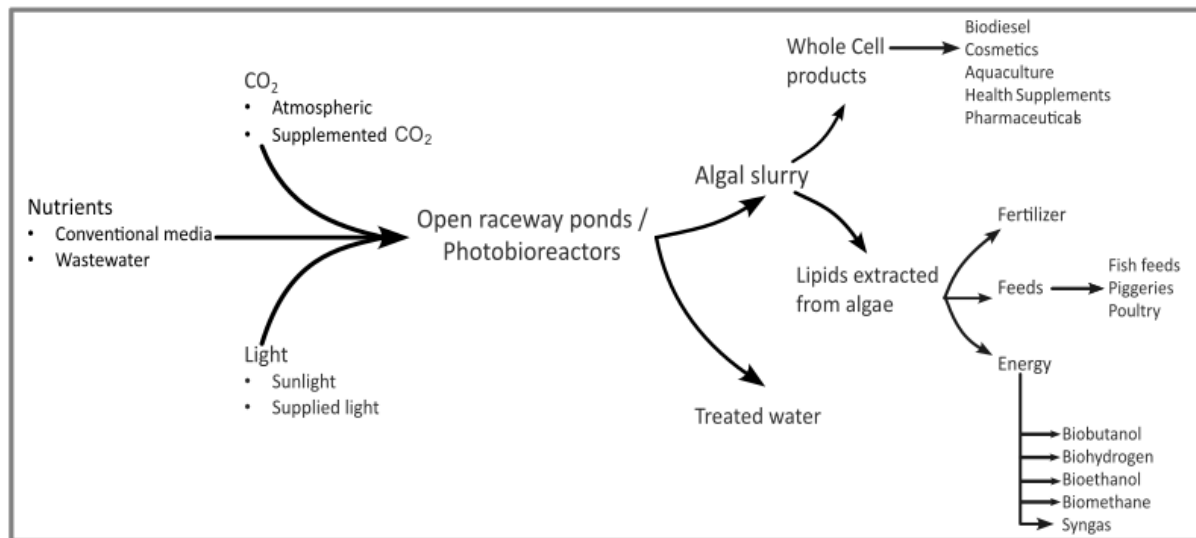 CO₂
• Atmospheric
• Supplemented CO₂
Nutrients
• Conventional media
• Wastewater
Light
• Sunlight
• Supplied light
Open raceway ponds /
Photobioreactors
Algal slurry
Treated water
Whole Cell
products
Biodiesel
Cosmetics
Aquaculture
Health Supplements
Pharmaceuticals
Lipids extracted
from algae
Fertilizer
Feeds
Fish feeds
Piggeries
Poultry
Energy
Biobutanol
Biohydrogen
Bioethanol
Biomethane
Syngas